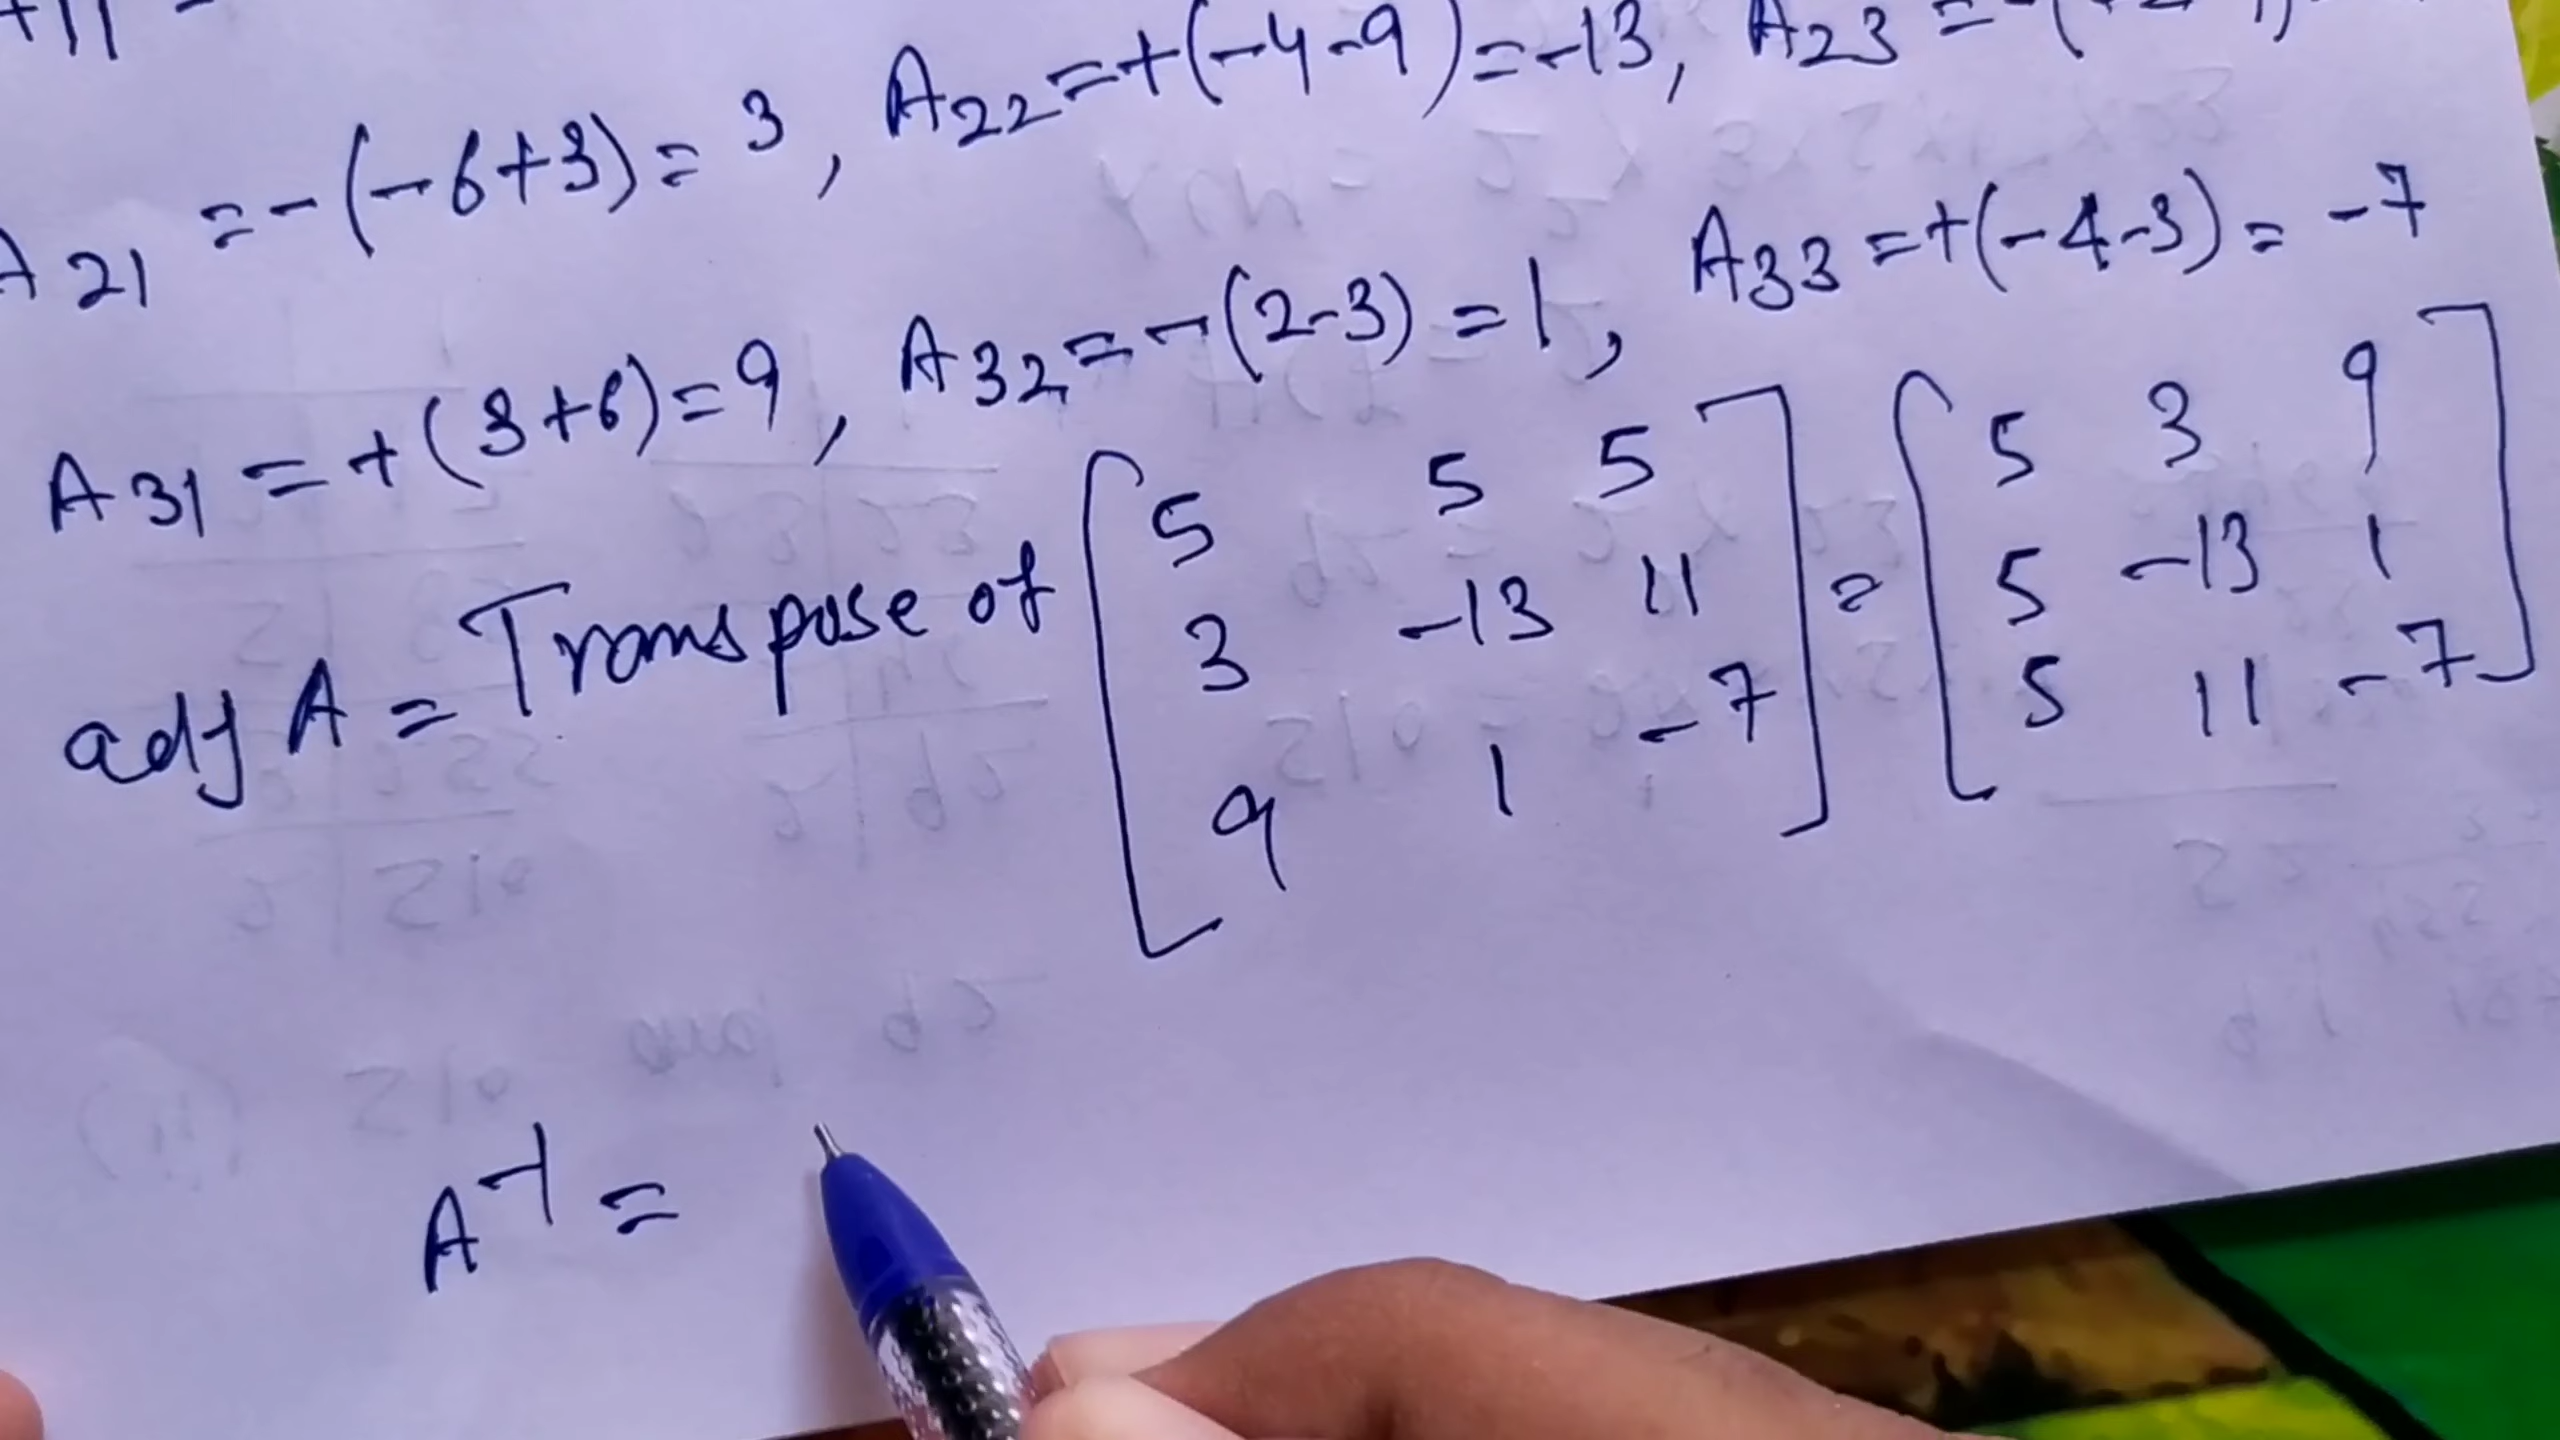 A21 = -(-6+3) = 3, A22 = +(-4-9) = -13, A23 = -(
A31 = +(3+6) = 9, A32 = -(2-3) = 1, A33 = +(-4-3) = -7
adj A = Transpose of [5 5 5 3 -13 11 9 1 -7] = [5 3 9 5 -13 1 5 11 -7]
A⁻¹ =